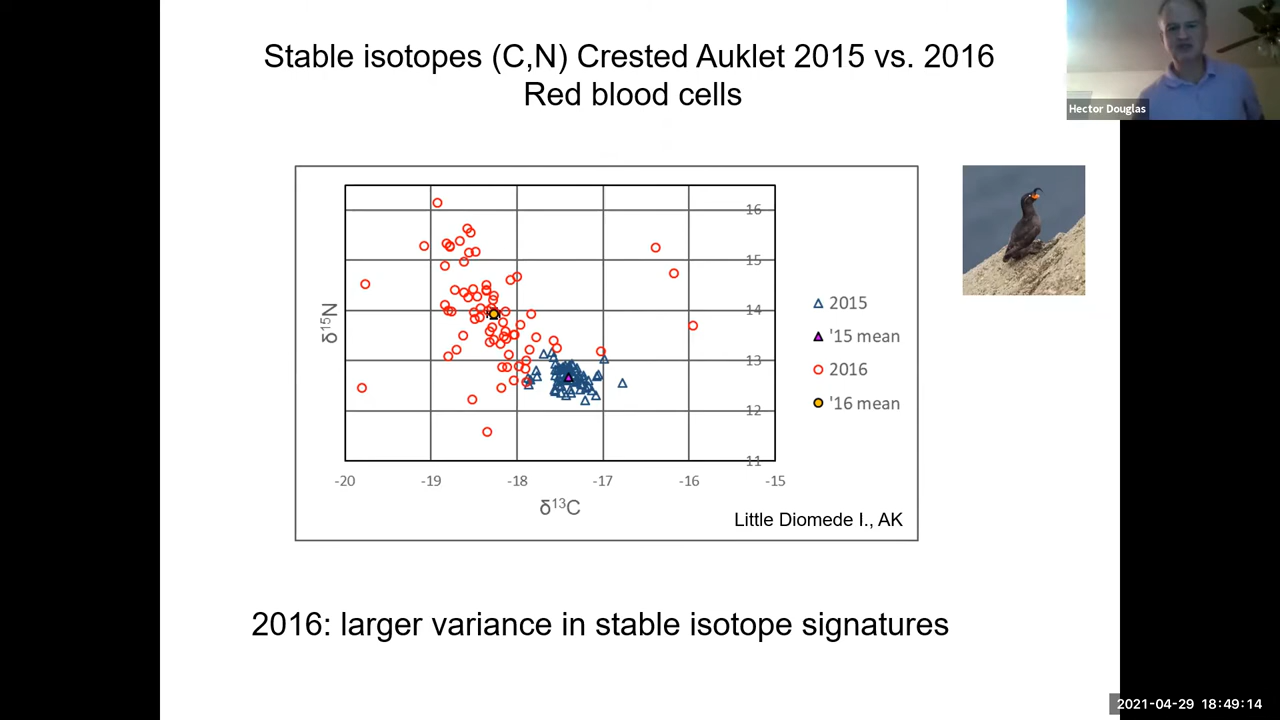 Stable isotopes (C,N) Crested Auklet 2015 vs. 2016
Red blood cells
Hector Douglas
16
15
14
13
12
11
δ15N
-20 -19 -18 -17 -16 -15
δ13C
2015
'15 mean
2016
'16 mean
Little Diomede I., AK
2016: larger variance in stable isotope signatures
2021-04-29 18:49:14